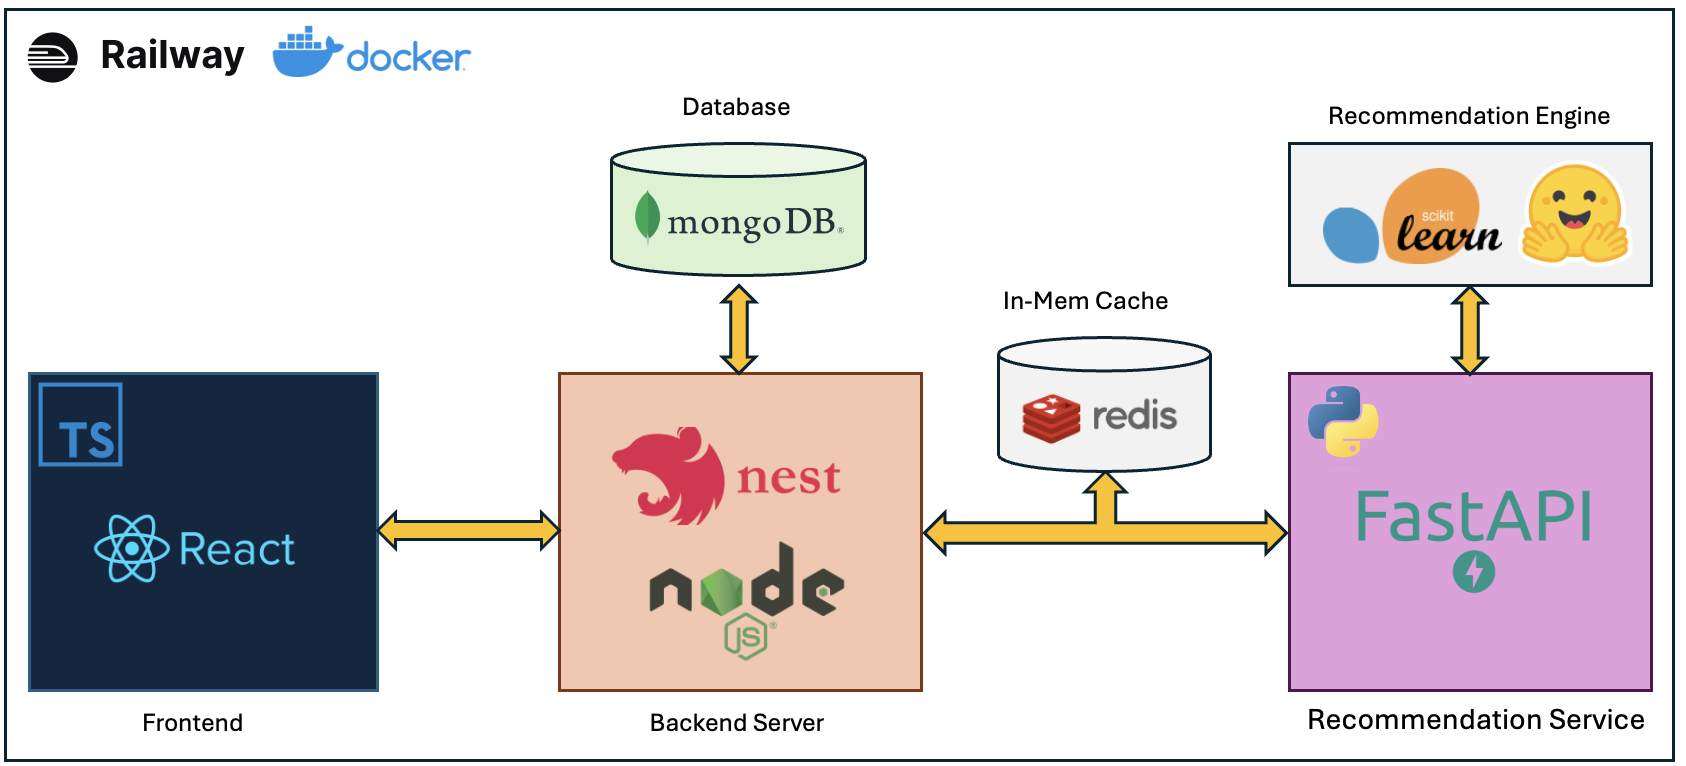 Railway
docker
Database
mongoDB®
Recommendation Engine
scikit
learn
In-Mem Cache
redis
TS
React
nest
node
JS®
FastAPI
Frontend
Backend Server
Recommendation Service